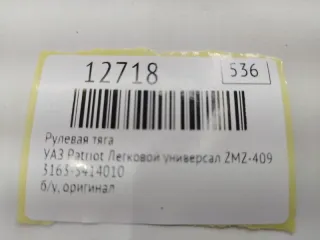 12718
536
Рулевая тяга
УАЗ Patriot Легковой универсал ZMZ-409
3163-3414010
б/у, оригинал